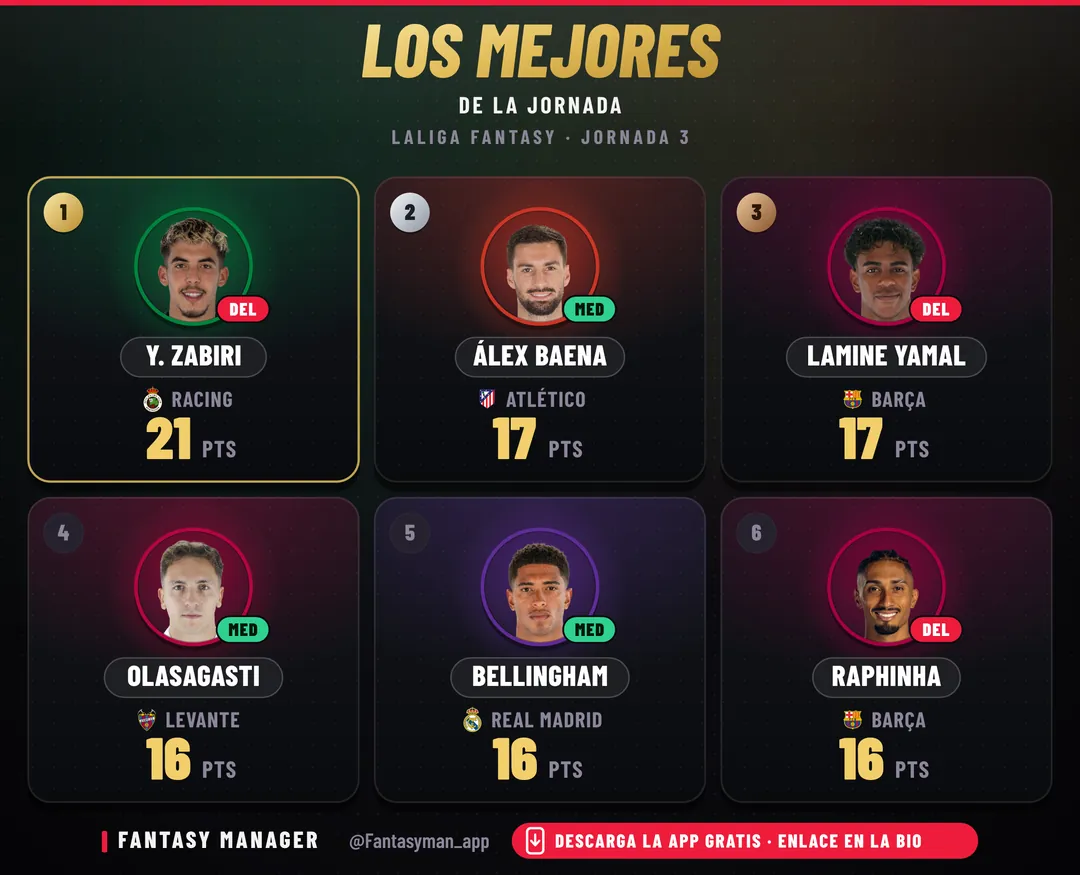 LOS MEJORES
DE LA JORNADA
LALIGA FANTASY · JORNADA 3
1
DEL
Y. ZABIRI
RACING
21 PTS
2
MED
ÁLEX BAENA
ATLÉTICO
17 PTS
3
DEL
LAMINE YAMAL
BARÇA
17 PTS
4
MED
OLASAGASTI
LEVANTE
16 PTS
5
MED
BELLINGHAM
REAL MADRID
16 PTS
6
DEL
RAPHINHA
BARÇA
16 PTS
FANTASY MANAGER @Fantasyman_app DESCARGA LA APP GRATIS · ENLACE EN LA BIO